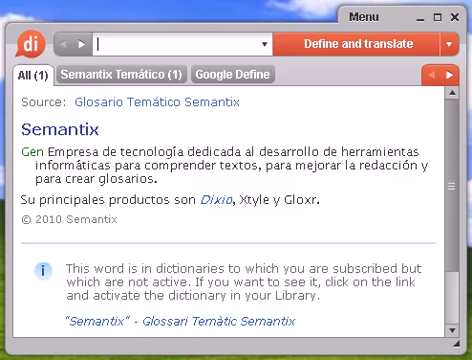 Menu
di
Define and translate
All (1) Semantix Temático (1) Google Define
Source: Glosario Temático Semantix
Semantix
Gen Empresa de tecnología dedicada al desarrollo de herramientas
informáticas para comprender textos, para mejorar la redacción y
para crear glosarios.
Su principales productos son Dixio, Xtyle y Gloxr.
© 2010 Semantix
i
This word is in dictionaries to which you are subscribed but
which are not active. If you want to see it, click on the link
and activate the dictionary in your Library.
"Semantix" - Glossari Temàtic Semantix